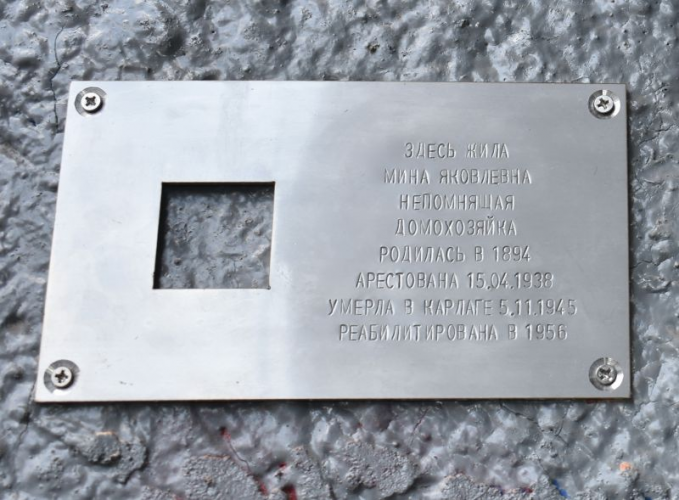 ЗДЕСЬ ЖИЛА
МИНА ЯКОВЛЕВНА
НЕПОМНЯЩАЯ
ДОМОХОЗЯЙКА
РОДИЛАСЬ В 1894
АРЕСТОВАНА 15.04.1938
УМЕРЛА В КАРЛАГЕ 5.11.1945
РЕАБИЛИТИРОВАНА В 1956